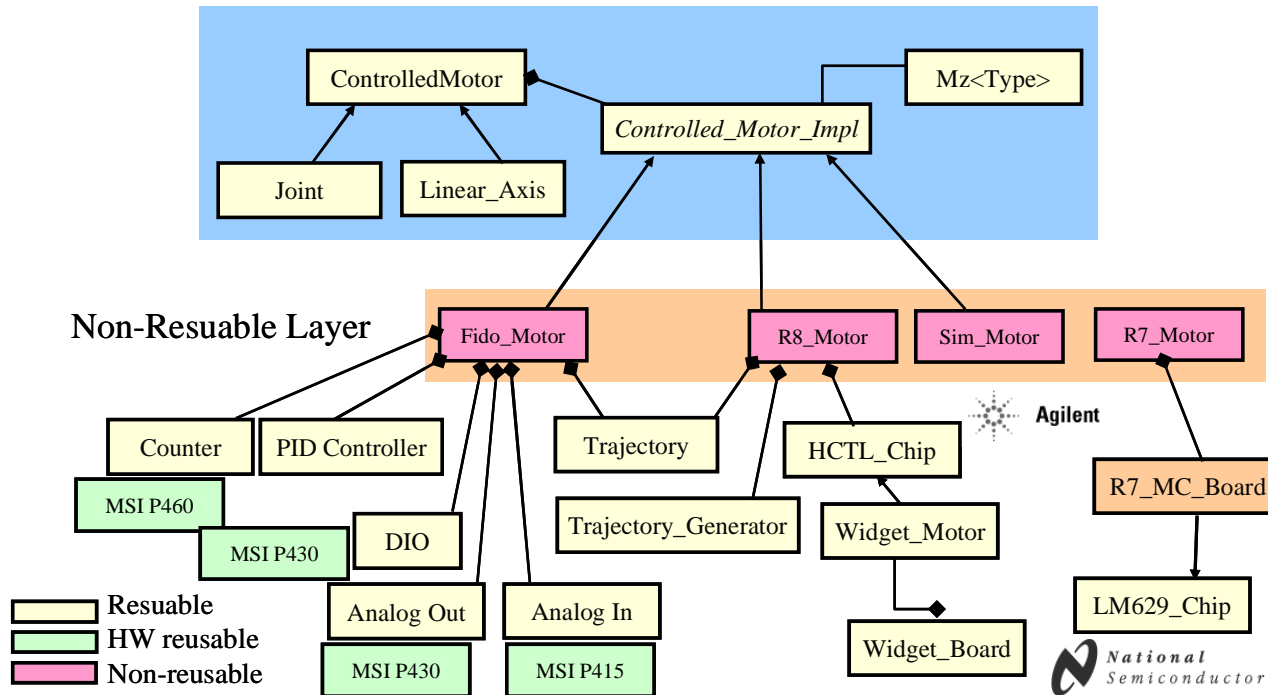 ControlledMotor
Mz<Type>
Controlled_Motor_Impl
Joint
Linear_Axis
Non-Resuable Layer
Fido_Motor
R8_Motor
Sim_Motor
R7_Motor
Agilent
Counter
PID Controller
Trajectory
HCTL_Chip
R7_MC_Board
MSI P460
MSI P430
DIO
Trajectory_Generator
Widget_Motor
Analog Out
Analog In
LM629_Chip
MSI P430
MSI P415
Widget_Board
Resuable
HW reusable
Non-reusable
National
Semiconductor